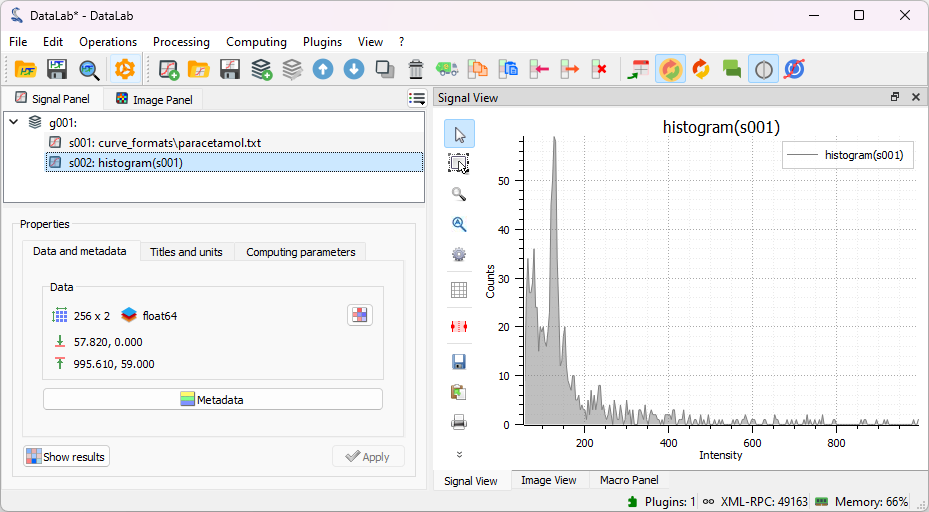 DataLab* - DataLab
File Edit Operations Processing Computing Plugins View ?
Signal Panel Image Panel
g001:
s001: curve_formats\paracetamol.txt
s002: histogram(s001)
Properties
Data and metadata Titles and units Computing parameters
Data
256 x 2 float64
57.820, 0.000
995.610, 59.000
Metadata
Show results Apply
Signal View
histogram(s001)
histogram(s001)
50
40
30
20
10
0
Counts
200 400 600 800
Intensity
Signal View Image View Macro Panel
Plugins: 1 XML-RPC: 49163 Memory: 66%